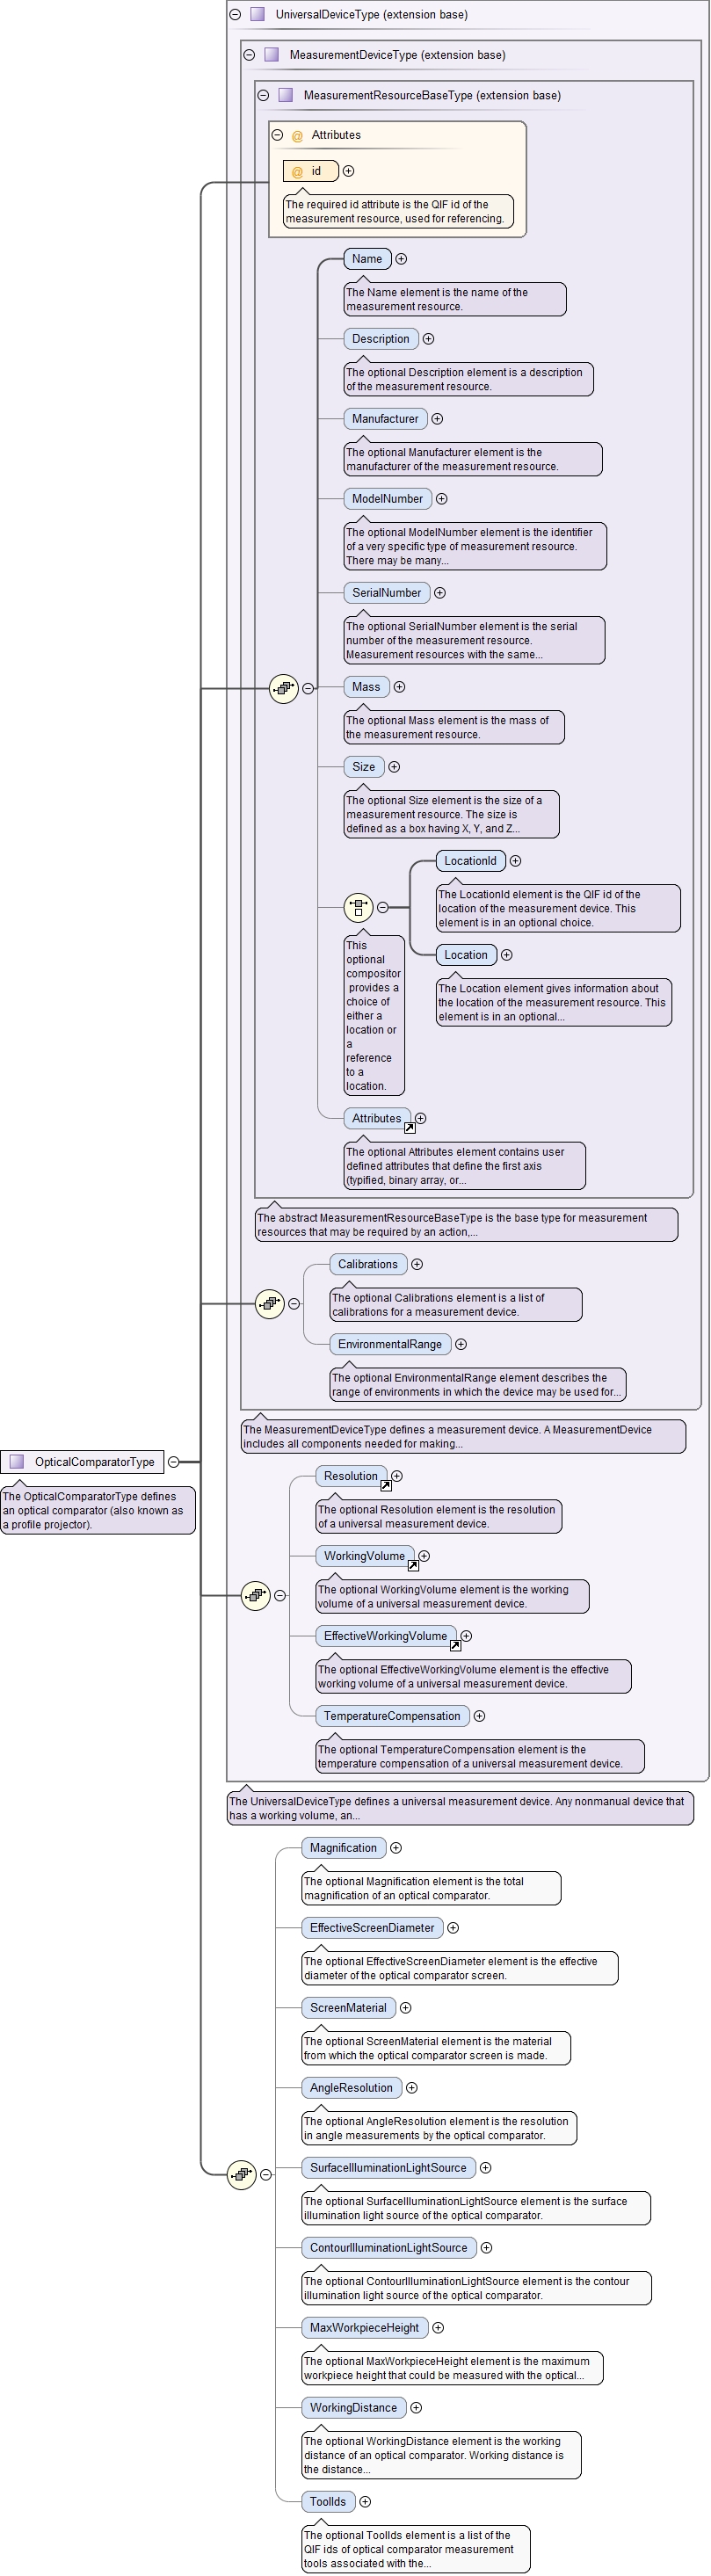 UniversalDeviceType (extension base)
MeasurementDeviceType (extension base)
MeasurementResourceBaseType (extension base)
@ Attributes
@ id
The required id attribute is the QIF id of the
measurement resource, used for referencing.
Name
The Name element is the name of the
measurement resource.
Description
The optional Description element is a description
of the measurement resource.
Manufacturer
The optional Manufacturer element is the
manufacturer of the measurement resource.
ModelNumber
The optional ModelNumber element is the identifier
of a very specific type of measurement resource.
There may be many...
SerialNumber
The optional SerialNumber element is the serial
number of the measurement resource.
Measurement resources with the same...
Mass
The optional Mass element is the mass of
the measurement resource.
Size
The optional Size element is the size of a
measurement resource. The size is
defined as a box having X, Y, and Z...
LocationId
The LocationId element is the QIF id of the
location of the measurement device. This
element is in an optional choice.
Location
The Location element gives information about
the location of the measurement resource. This
element is in an optional...
This
optional
compositor
provides a
choice of
either a
location or
a
reference
to a
location.
Attributes
The optional Attributes element contains user
defined attributes that define the first axis
(typified, binary array, or...
The abstract MeasurementResourceBaseType is the base type for measurement
resources that may be required by an action,...
Calibrations
The optional Calibrations element is a list of
calibrations for a measurement device.
EnvironmentalRange
The optional EnvironmentalRange element describes the
range of environments in which the device may be used for...
The MeasurementDeviceType defines a measurement device. A MeasurementDevice
includes all components needed for making...
OpticalComparatorType
The OpticalComparatorType defines
an optical comparator (also known as
a profile projector).
Resolution
The optional Resolution element is the resolution
of a universal measurement device.
WorkingVolume
The optional WorkingVolume element is the working
volume of a universal measurement device.
EffectiveWorkingVolume
The optional EffectiveWorkingVolume element is the effective
working volume of a universal measurement device.
TemperatureCompensation
The optional TemperatureCompensation element is the
temperature compensation of a universal measurement device.
The UniversalDeviceType defines a universal measurement device. Any nonmanual device that
has a working volume, an...
Magnification
The optional Magnification element is the total
magnification of an optical comparator.
EffectiveScreenDiameter
The optional EffectiveScreenDiameter element is the effective
diameter of the optical comparator screen.
ScreenMaterial
The optional ScreenMaterial element is the material
from which the optical comparator screen is made.
AngleResolution
The optional AngleResolution element is the resolution
in angle measurements by the optical comparator.
SurfaceIlluminationLightSource
The optional SurfaceIlluminationLightSource element is the surface
illumination light source of the optical comparator.
ContourIlluminationLightSource
The optional ContourIlluminationLightSource element is the contour
illumination light source of the optical comparator.
MaxWorkpieceHeight
The optional MaxWorkpieceHeight element is the maximum
workpiece height that could be measured with the optical...
WorkingDistance
The optional WorkingDistance element is the working
distance of an optical comparator. Working distance is
the distance...
ToolIds
The optional ToolIds element is a list of the
QIF ids of optical comparator measurement
tools associated with the...